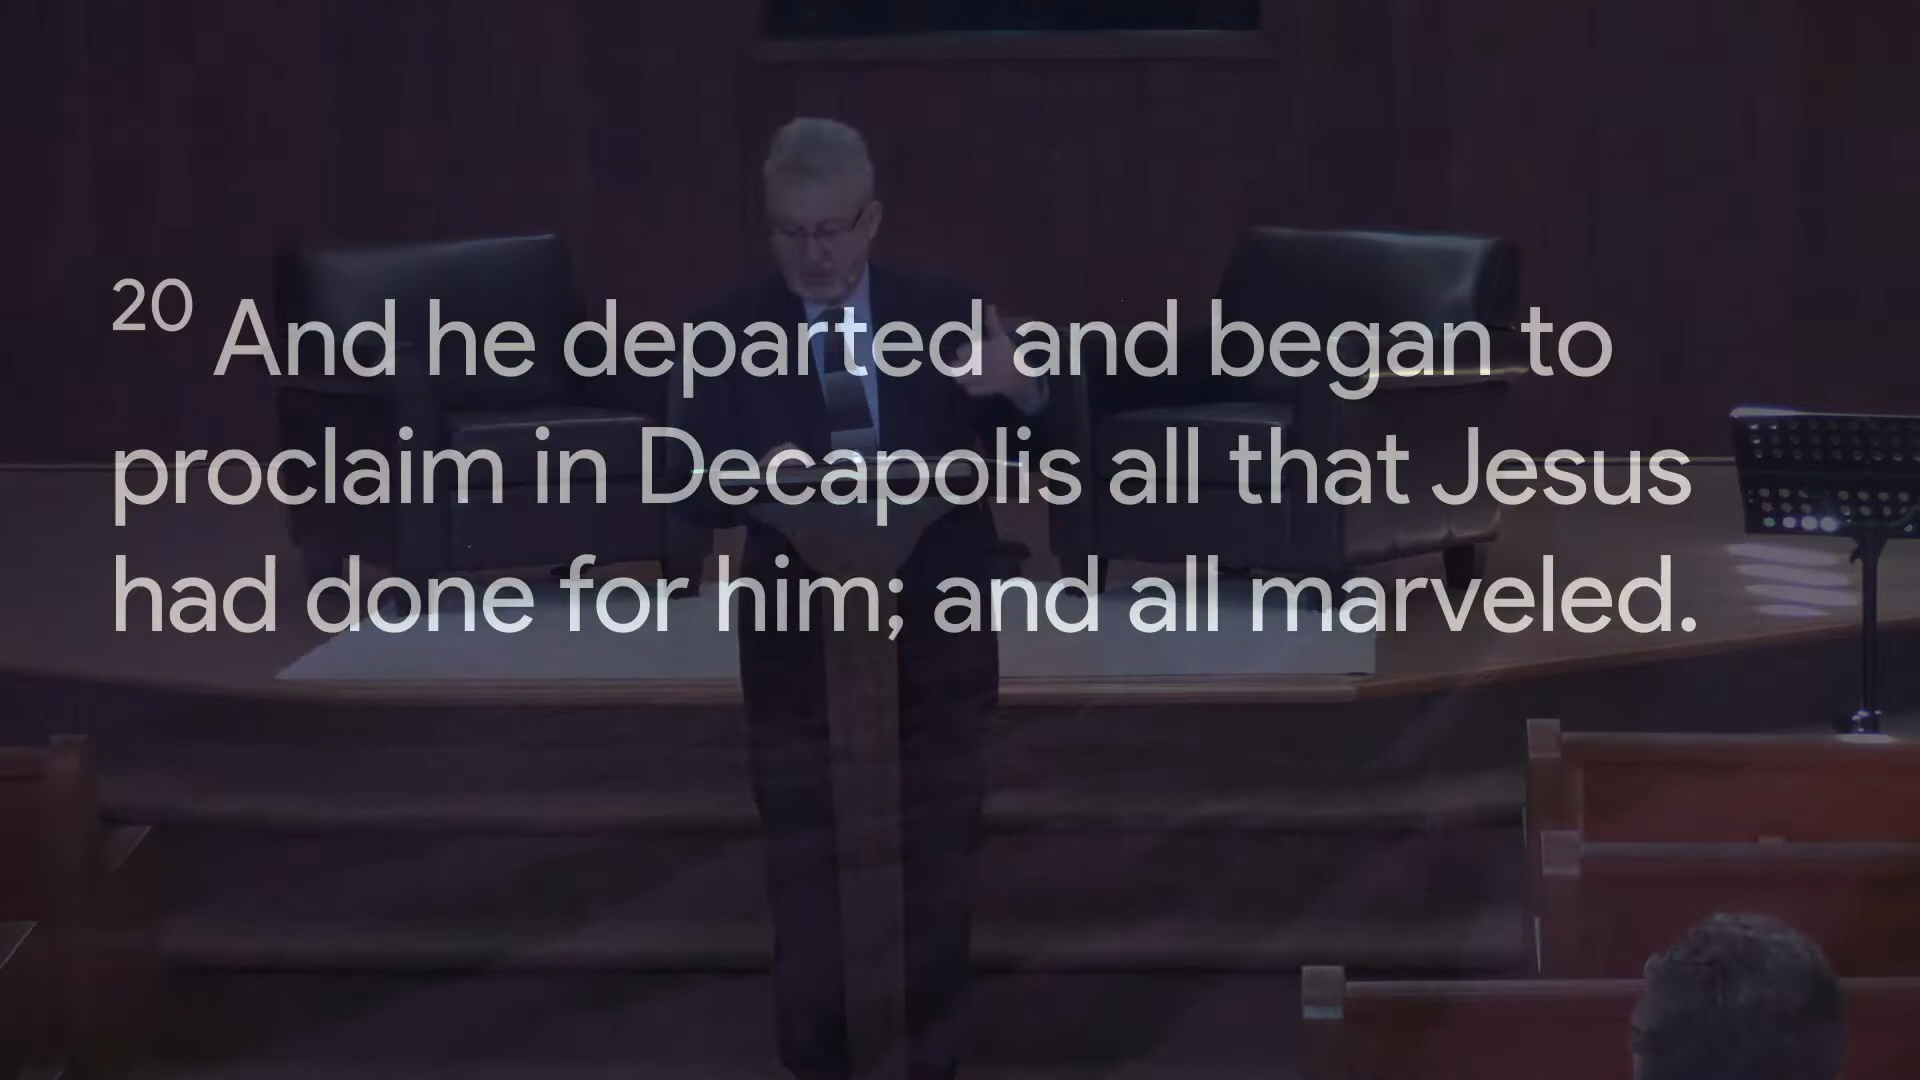 20 And he departed and began to
proclaim in Decapolis all that Jesus
had done for him; and all marveled.